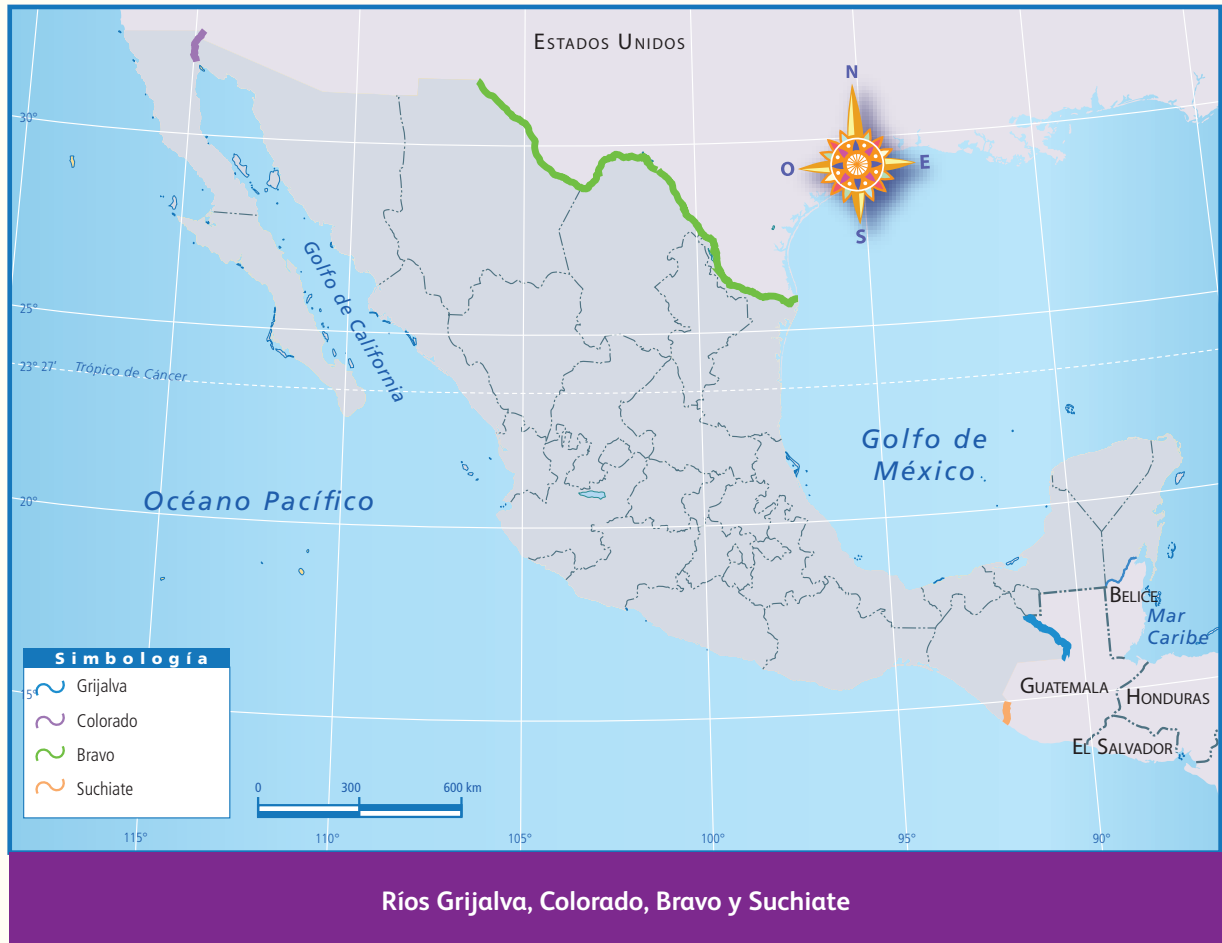 ESTADOS UNIDOS
N
O
E
S
30°
Golfo de California
25°
23° 27'
Trópico de Cáncer
Golfo de
México
20°
Océano Pacífico
BELICE
Mar
Caribe
GUATEMALA
HONDURAS
EL SALVADOR
Simbología
Grijalva
5°
Colorado
Bravo
Suchiate
0 300 600 km
115° 110° 105° 100° 95° 90°
Ríos Grijalva, Colorado, Bravo y Suchiate